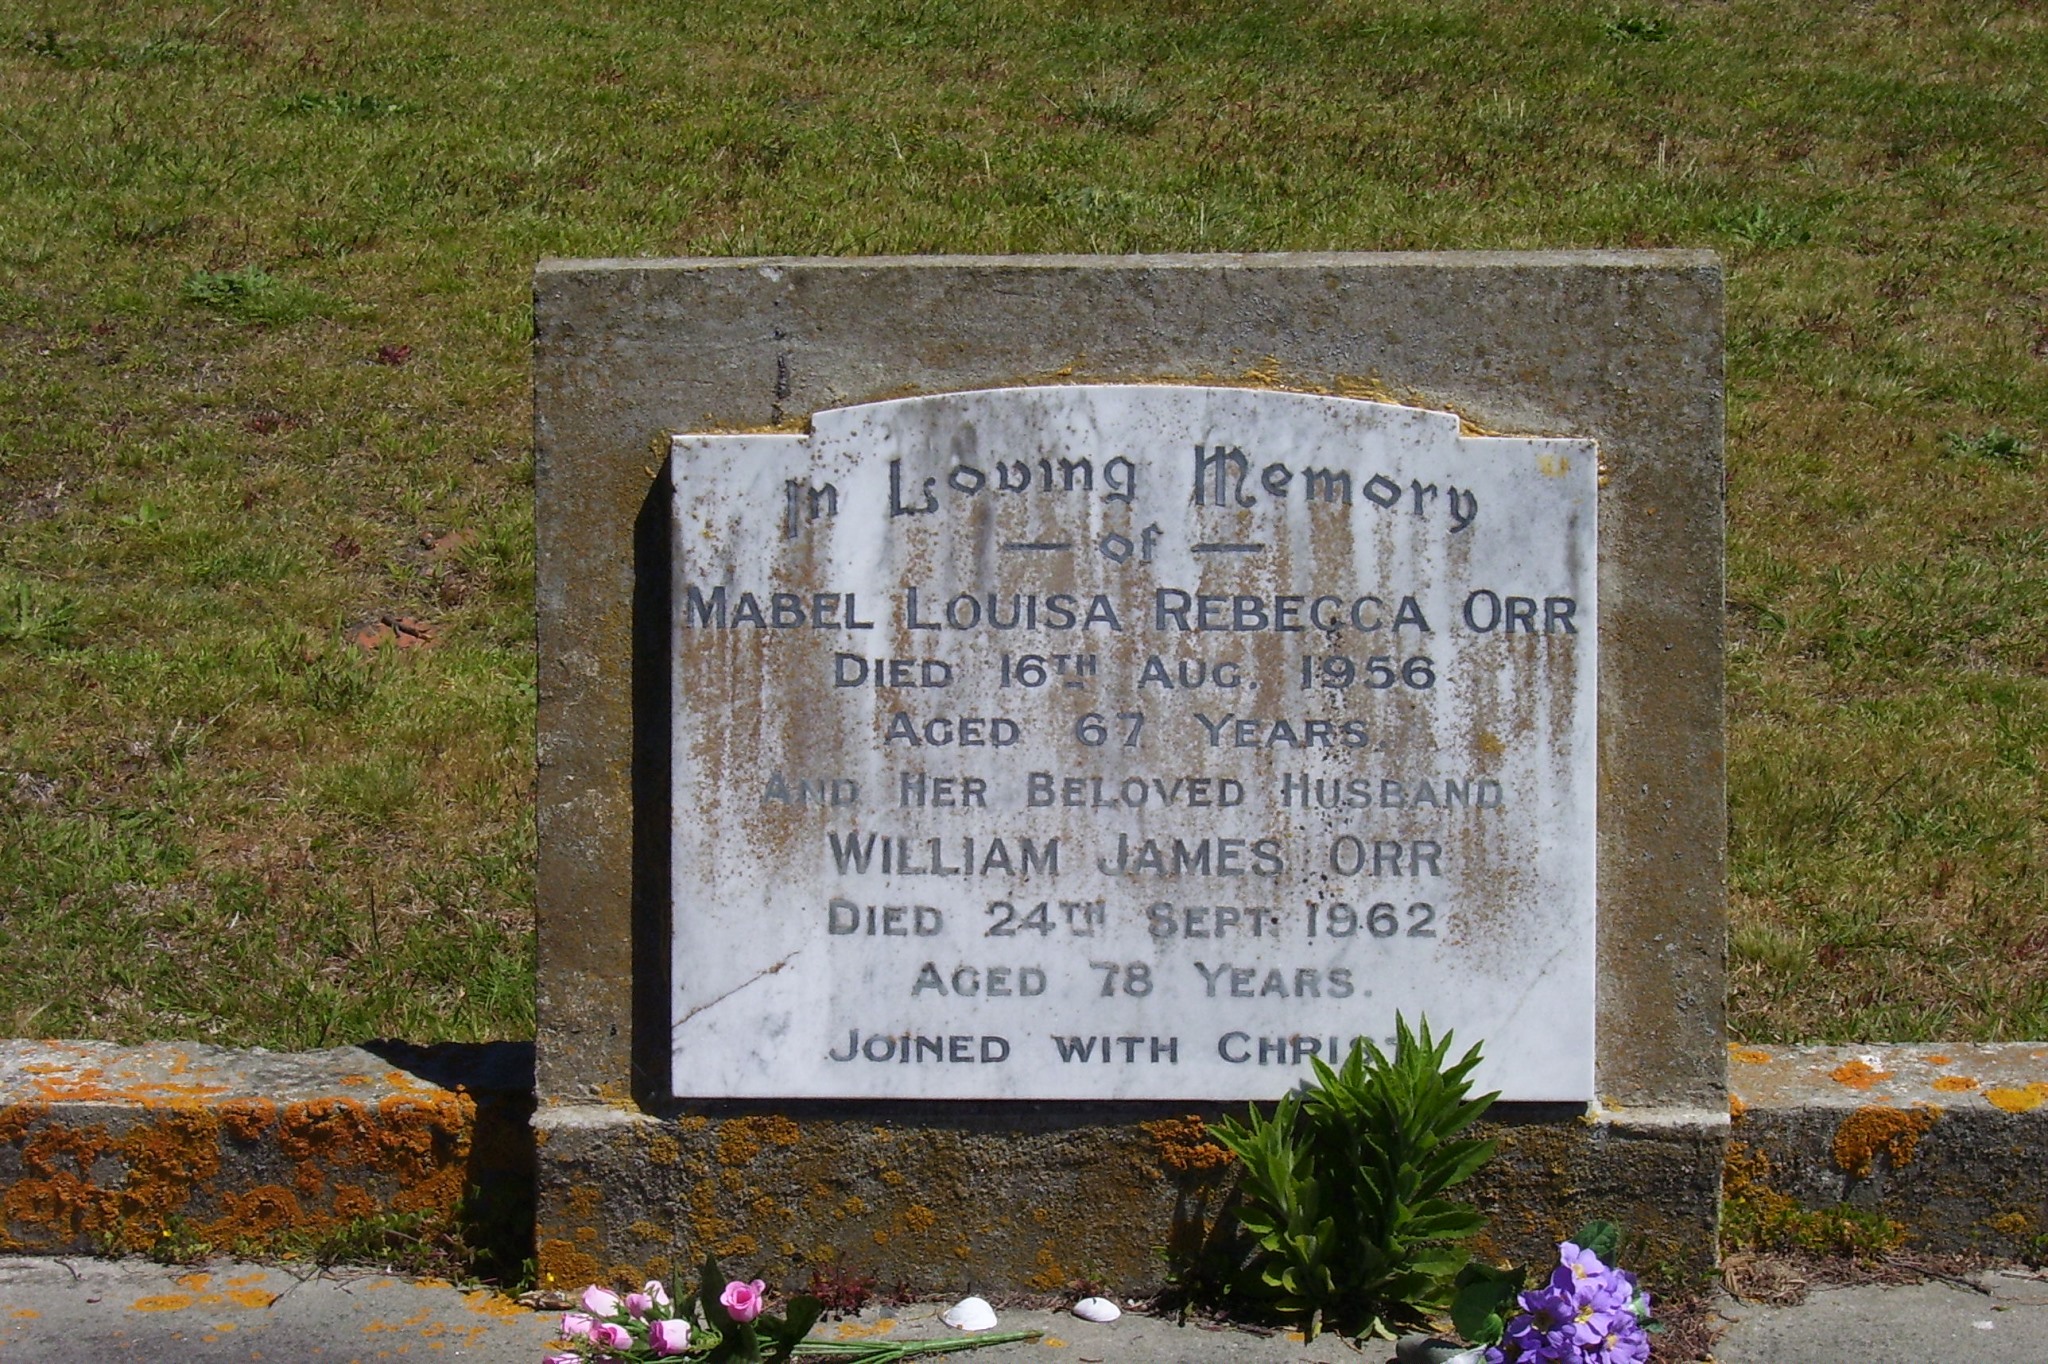 In Loving Memory
— of —
MABEL LOUISA REBECCA ORR
DIED 16TH AUG. 1956
AGED 67 YEARS.
AND HER BELOVED HUSBAND
WILLIAM JAMES ORR
DIED 24TH SEPT. 1962
AGED 78 YEARS.
JOINED WITH CHRIST